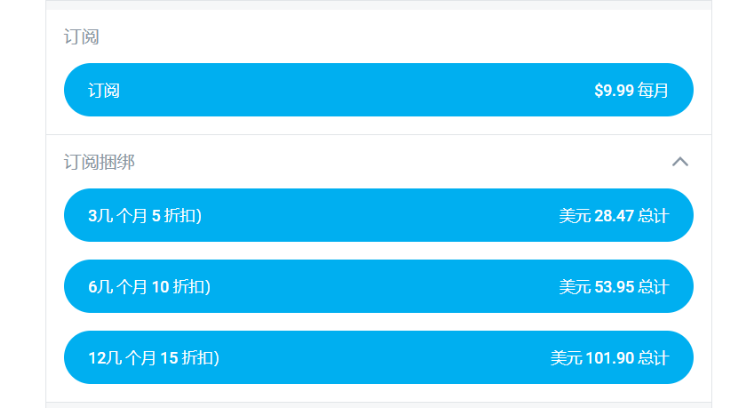 订阅
订阅 $9.99 每月
订阅捆绑
3几 个月 5 折扣) 美元 28.47 总计
6几 个月 10 折扣) 美元 53.95 总计
12几 个月 15 折扣) 美元 101.90 总计